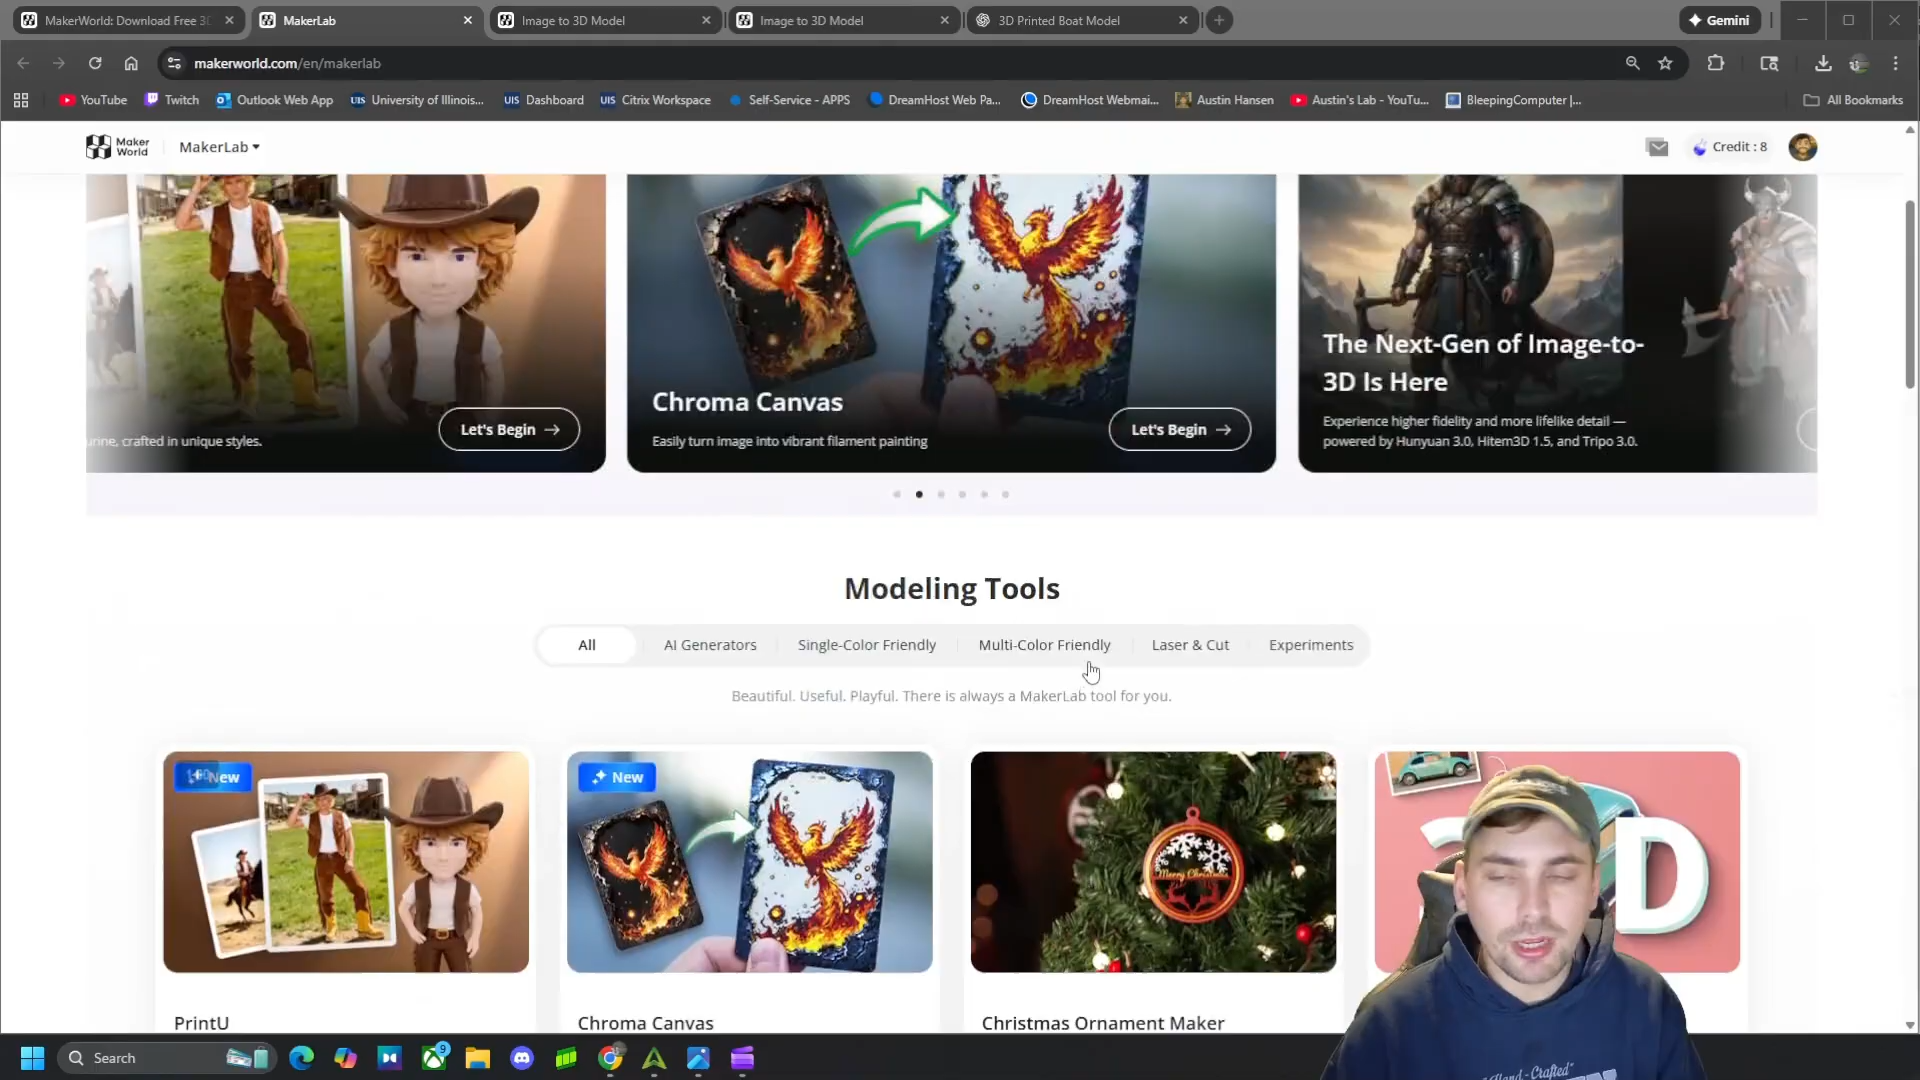 MakerWorld: Download Free 3D
MakerLab
Image to 3D Model
Image to 3D Model
3D Printed Boat Model
Gemini
makerworld.com/en/makerlab
YouTube
Twitch
Outlook Web App
University of Illinois...
Dashboard
Citrix Workspace
Self-Service - APPS
DreamHost Web Pa...
DreamHost Webmai...
Austin Hansen
Austin's Lab - YouTu...
BleepingComputer |...
All Bookmarks
Maker
World
MakerLab
Credit : 8
urine, crafted in unique styles.
Let's Begin →
Chroma Canvas
Easily turn image into vibrant filament painting
Let's Begin →
The Next-Gen of Image-to-
3D Is Here
Experience higher fidelity and more lifelike detail —
powered by Hunyuan 3.0, Hitem3D 1.5, and Tripo 3.0.
Modeling Tools
All
AI Generators
Single-Color Friendly
Multi-Color Friendly
Laser & Cut
Experiments
Beautiful. Useful. Playful. There is always a MakerLab tool for you.
New
New
Merry Christmas
D
PrintU
Chroma Canvas
Christmas Ornament Maker
Search
9
Hand-Crafted